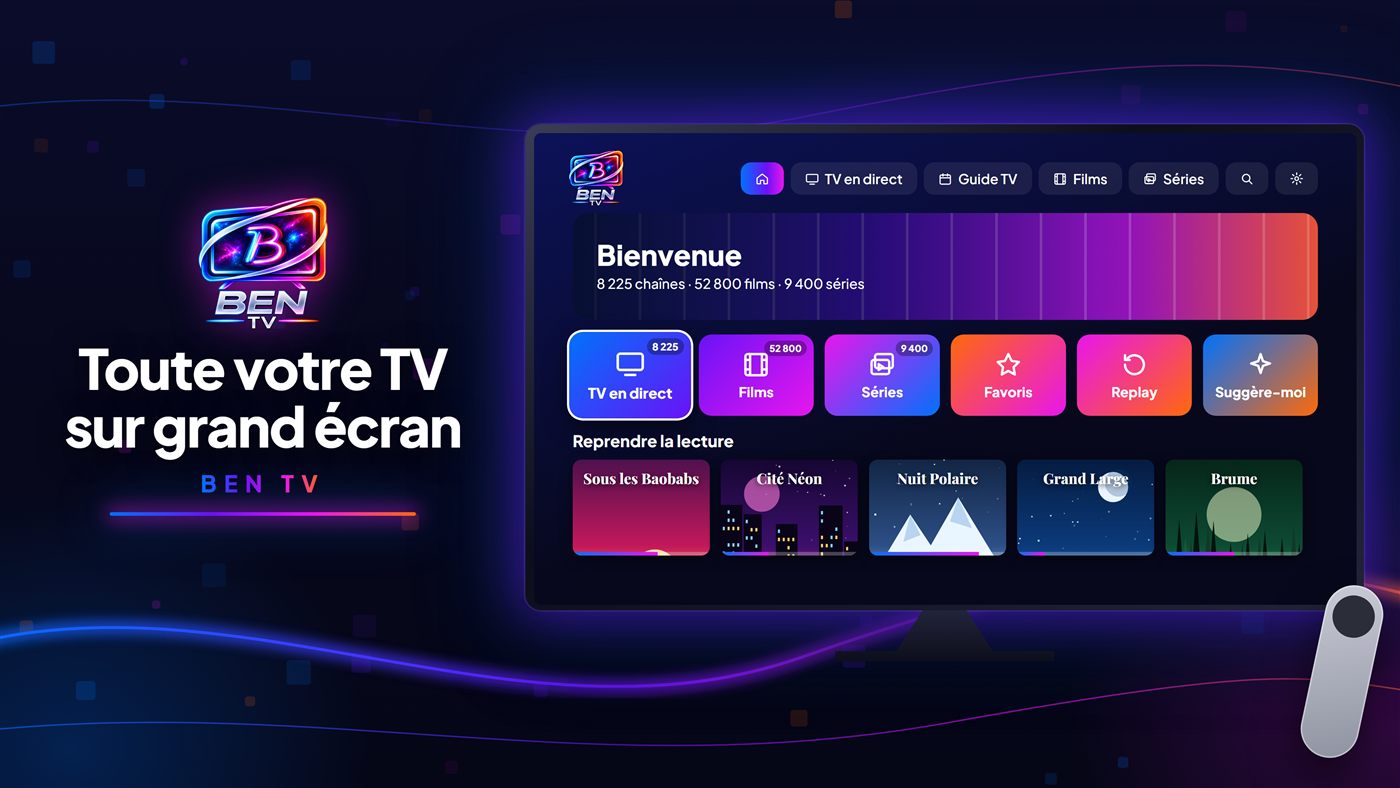 B
BEN
TV
Toute votre TV
sur grand écran
BEN TV
B
BEN
TV
TV en direct
Guide TV
Films
Séries
Bienvenue
8 225 chaînes · 52 800 films · 9 400 séries
8 225
TV en direct
52 800
Films
9 400
Séries
Favoris
Replay
Suggère-moi
Reprendre la lecture
Sous les Baobabs
Cité Néon
Nuit Polaire
Grand Large
Brume